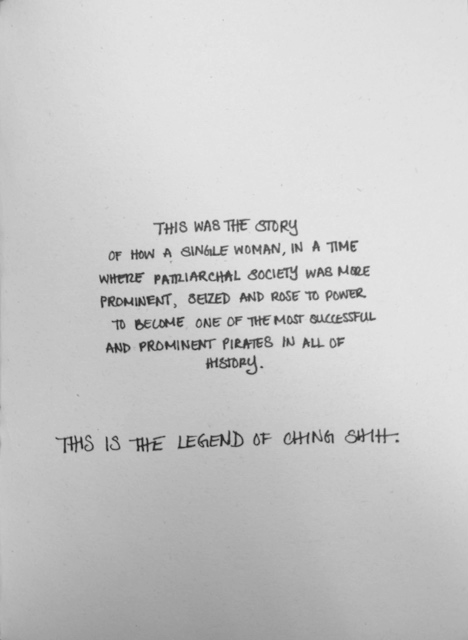 THIS WAS THE STORY
OF HOW A SINGLE WOMAN, IN A TIME
WHERE PATRIARCHAL SOCIETY WAS MORE
PROMINENT, SEIZED AND ROSE TO POWER
TO BECOME ONE OF THE MOST SUCCESSFUL
AND PROMINENT PIRATES IN ALL OF
HISTORY.
THIS IS THE LEGEND OF CHING SHIH.